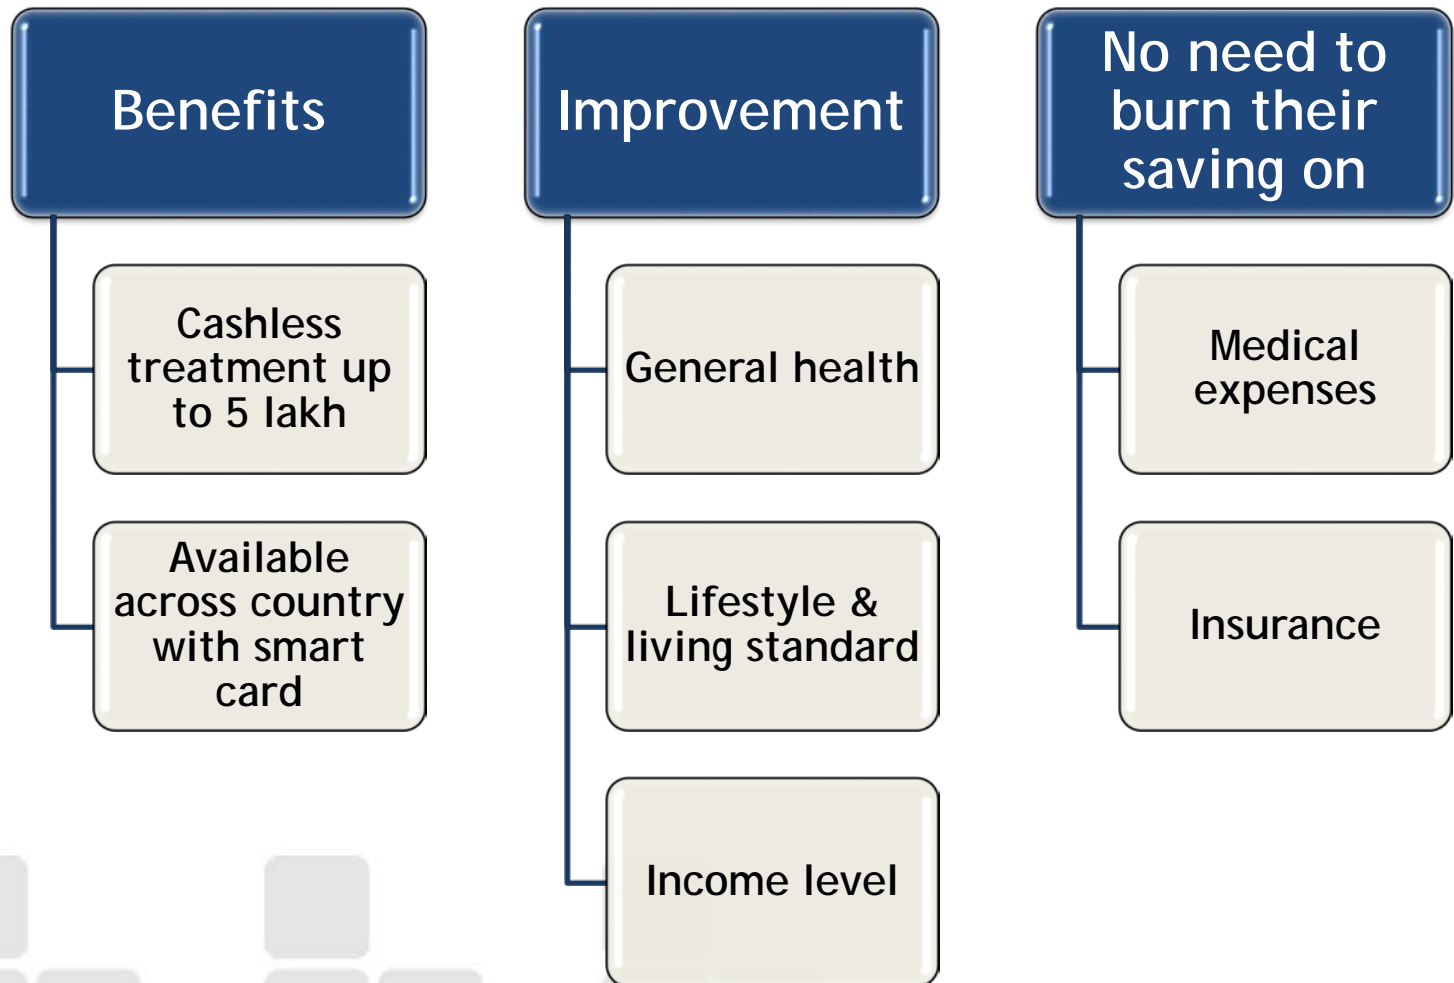 Benefits
Cashless
treatment up
to 5 lakh
Available
across country
with smart
card
Improvement
General health
Lifestyle &
living standard
Income level
No need to
burn their
saving on
Medical
expenses
Insurance